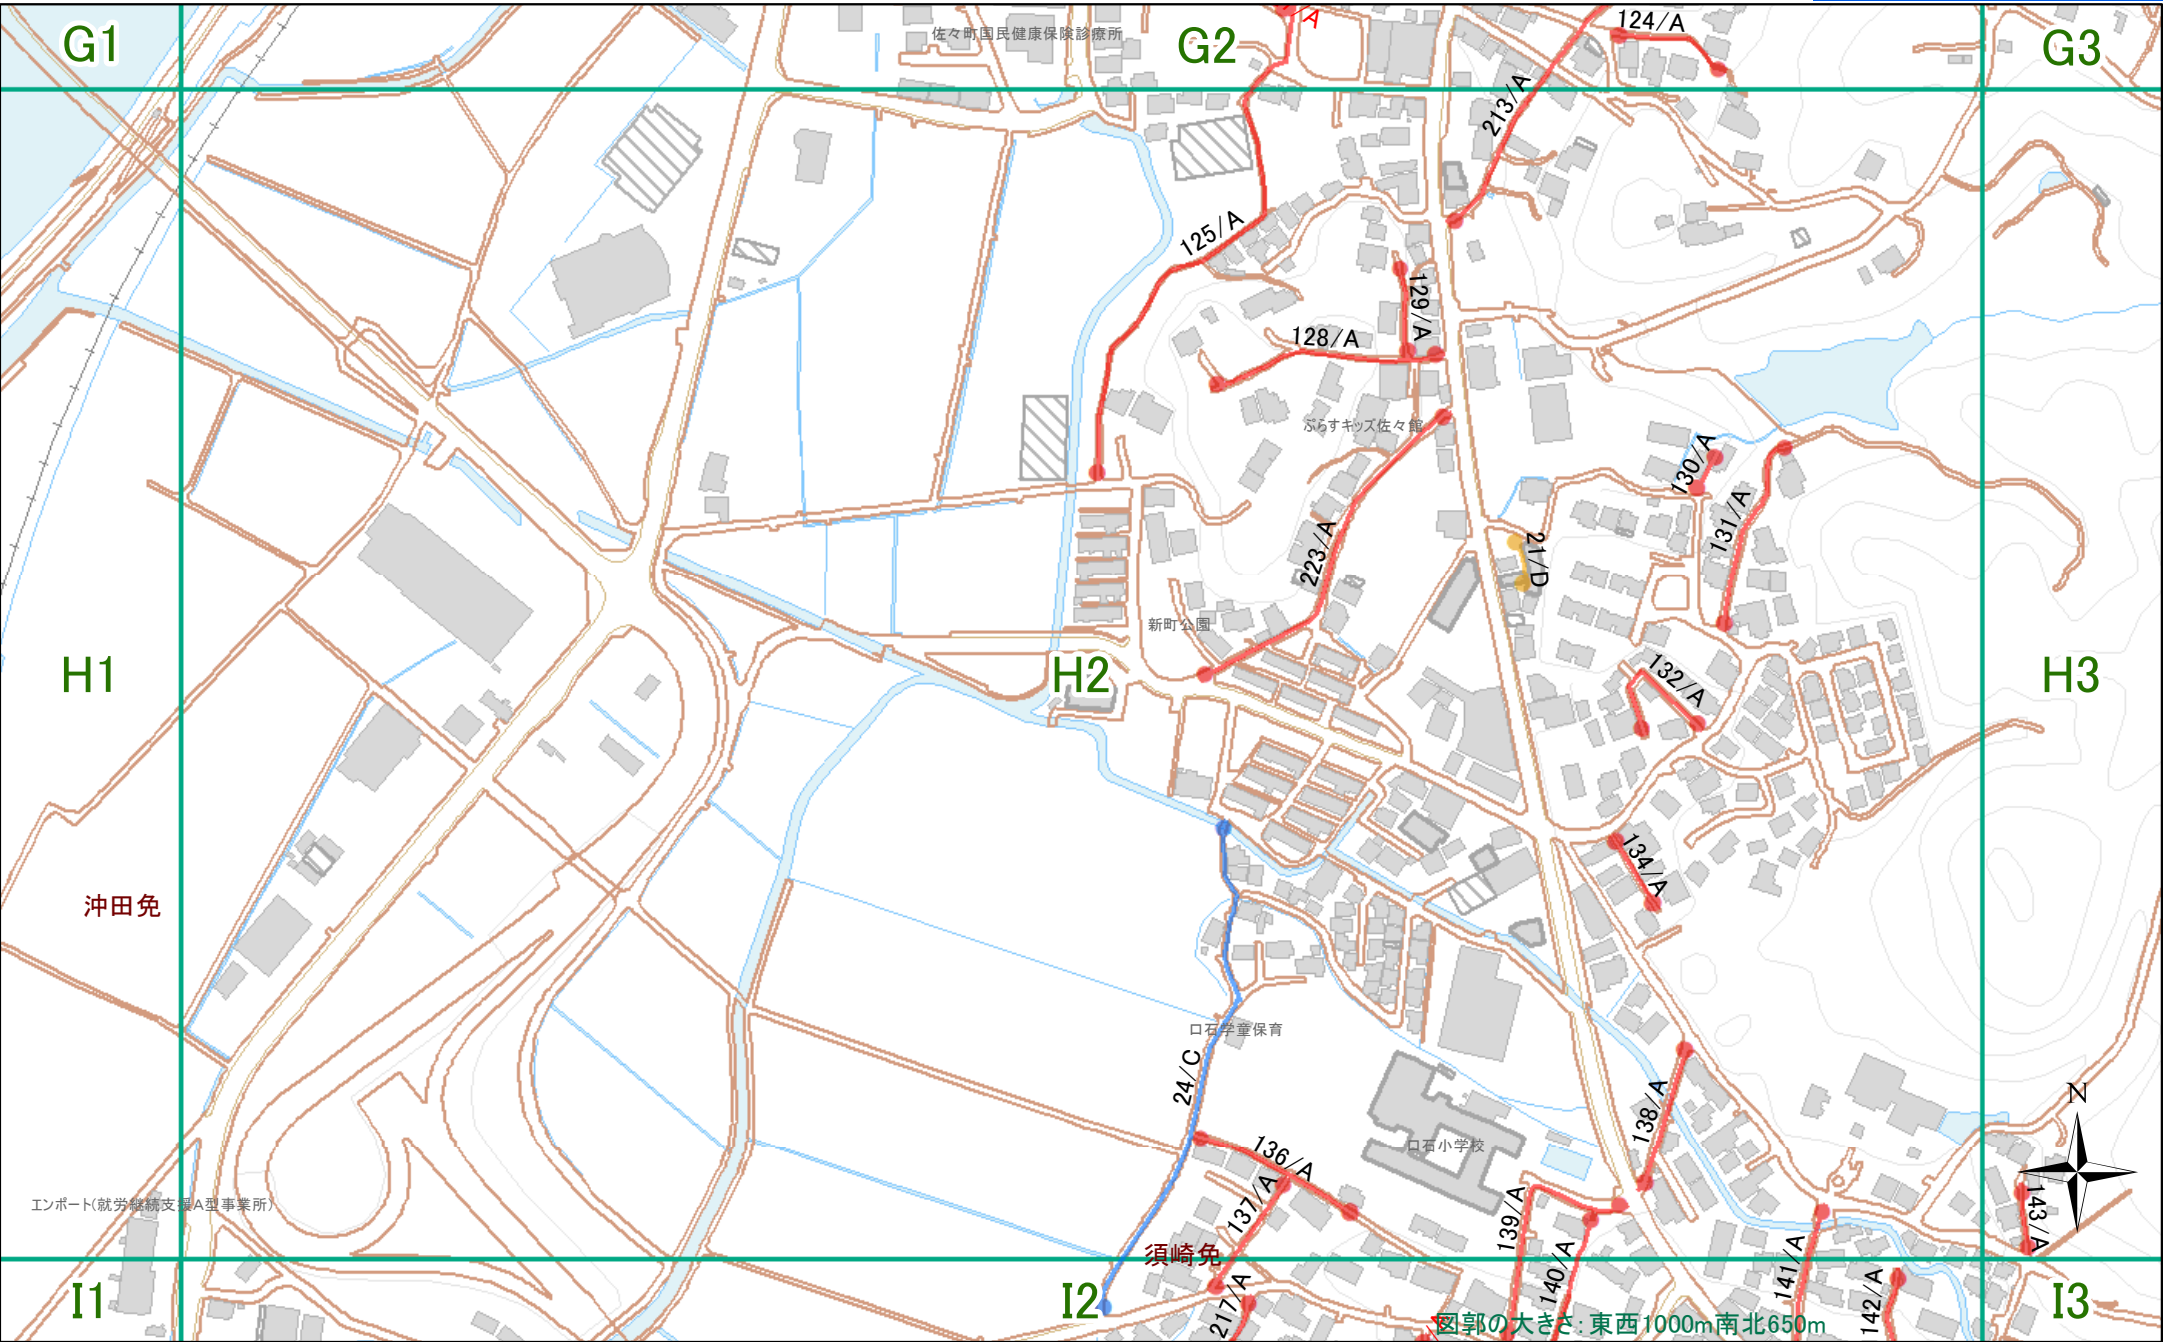 G1
佐々町国民健康保険診療所
G2
/A
124/A
G3
213/A
125/A
129/A
128/A
ぷらすキッズ佐々館
130/A
131/A
223/A
21/D
新町公園
H1
H2
132/A
H3
134/A
沖田免
口石学童保育
24/C
138/A
N
136/A
口石小学校
137/A
139/A
143/A
エンポート(就労継続支援A型事業所)
須崎免
140/A
141/A
I1
I2
217/A
142/A
I3
図郭の大きさ：東西1000m南北650m